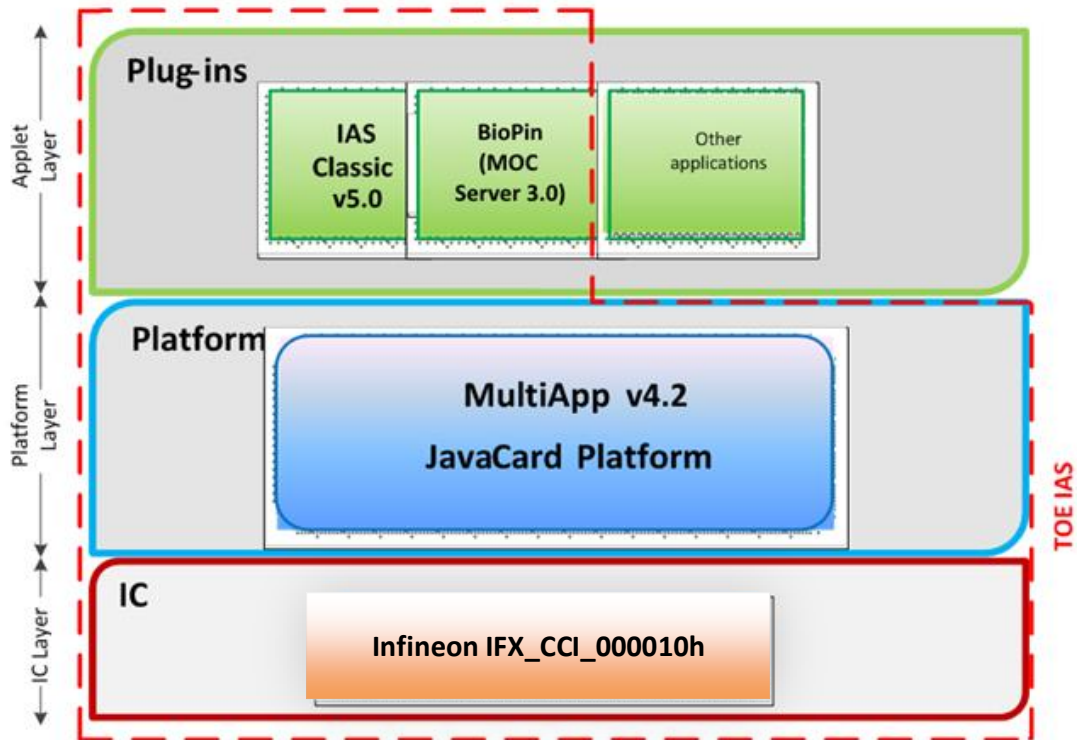 Plug-ins
IAS
Classic
v5.0
BioPin
(MOC
Server 3.0)
Other
applications
Applet
Layer
Platform
MultiApp v4.2
JavaCard Platform
Platform
Layer
TOE IAS
IC
Infineon IFX_CCI_000010h
IC Layer